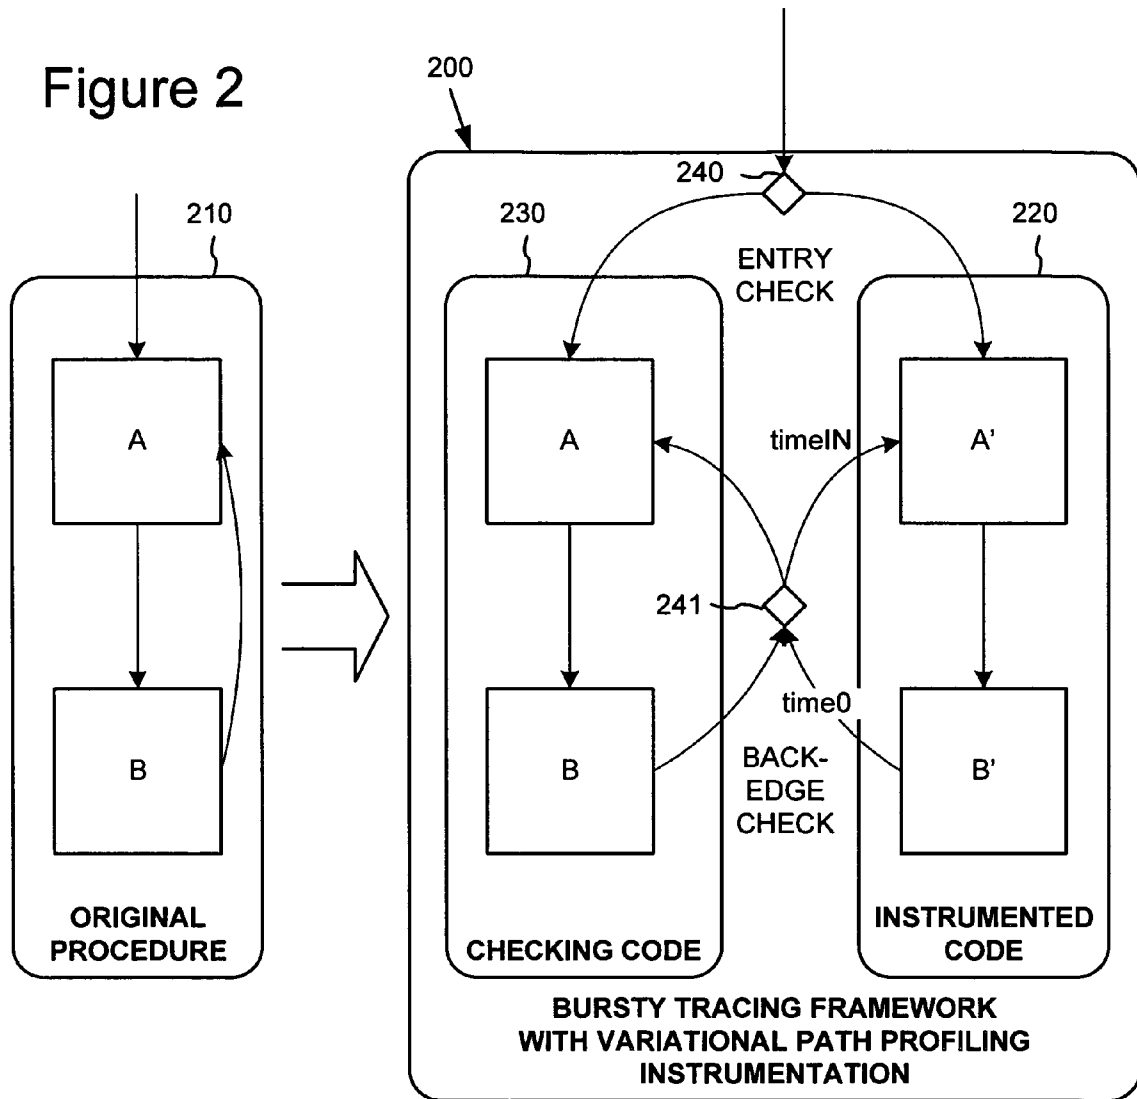 Figure 2
200
240
210
230
220
ENTRY
CHECK
A
A
timeIN
A'
241
time0
B
B
BACK-
EDGE
CHECK
B'
ORIGINAL
PROCEDURE
CHECKING CODE
INSTRUMENTED
CODE
BURSTY TRACING FRAMEWORK
WITH VARIATIONAL PATH PROFILING
INSTRUMENTATION